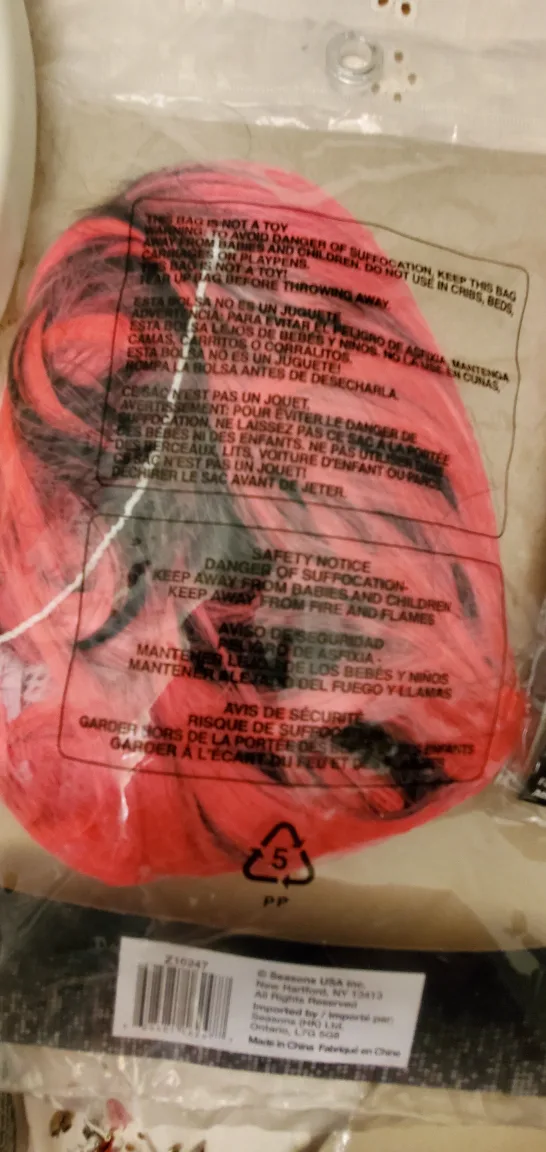 THIS BAG IS NOT A TOY
WARNING: TO AVOID DANGER OF SUFFOCATION, KEEP THIS BAG
AWAY FROM BABIES AND CHILDREN. DO NOT USE IN CRIBS, BEDS,
CARRIAGES OR PLAYPENS.
THIS BAG IS NOT A TOY!
TEAR UP BAG BEFORE THROWING AWAY.
ESTA BOLSA NO ES UN JUGUETE
ADVERTENCIA: PARA EVITAR EL PELIGRO DE ASFIXIA, MANTENGA
ESTA BOLSA LEJOS DE BEBES Y NIÑOS. NO LA USE EN CUNAS,
CAMAS, CARRITOS O CORRALITOS.
ESTA BOLSA NO ES UN JUGUETE!
ROMPA LA BOLSA ANTES DE DESECHARLA.
CE SAC N'EST PAS UN JOUET.
AVERTISSEMENT: POUR ÉVITER LE DANGER DE
SUFFOCATION, NE LAISSEZ PAS CE SAC À LA PORTÉE
DES BÉBÉS NI DES ENFANTS. NE PAS UTILISER DANS
DES BERCEAUX, LITS, VOITURE D'ENFANT OU PARCS.
CE SAC N'EST PAS UN JOUET!
DÉCHIRER LE SAC AVANT DE JETER.
SAFETY NOTICE
DANGER OF SUFFOCATION-
KEEP AWAY FROM BABIES AND CHILDREN
KEEP AWAY FROM FIRE AND FLAMES
AVISO DE SEGURIDAD
PELIGRO DE ASFIXIA -
MANTENER LEJOS DE LOS BEBÉS Y NIÑOS
MANTENER ALEJADO DEL FUEGO Y LLAMAS
AVIS DE SÉCURITÉ
RISQUE DE SUFFOCATION
GARDER HORS DE LA PORTÉE DES ENFANTS
GARDER À L'ÉCART DU FEU ET
5
PP
Z16947
© Seasons USA Inc.
New Hartford, NY 13413
All Rights Reserved
Imported by / Importé par:
Seasons (HK) Ltd.
Ontario, L7G 5G8
Made in China Fabriqué en China